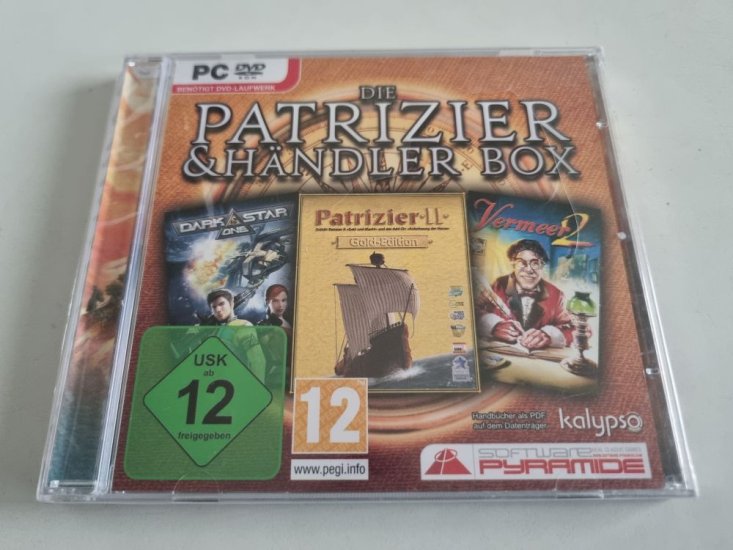 PC DVD
ROM
BENÖTIGT DVD-LAUFWERK
DIE
PATRIZIER
& HÄNDLER BOX
DARK STAR
ONE
Patrizier II
Gold-Edition
Vermeer 2
USK
ab
12
freigegeben
12
www.pegi.info
Handbücher als PDF
auf dem Datenträger
kalypso
SOFTWARE
PYRAMIDE